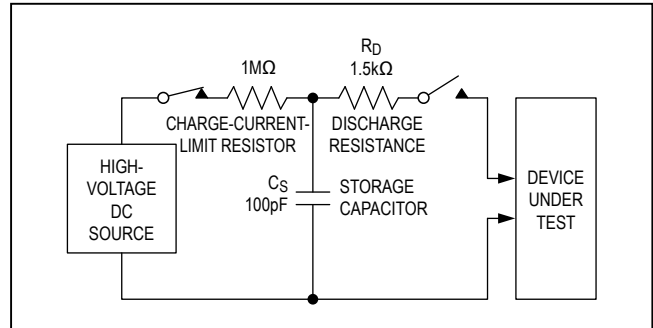 1MΩ
CHARGE-CURRENT-
LIMIT RESISTOR
RD
1.5kΩ
DISCHARGE
RESISTANCE
HIGH-
VOLTAGE
DC
SOURCE
CS
100pF
STORAGE
CAPACITOR
DEVICE
UNDER
TEST